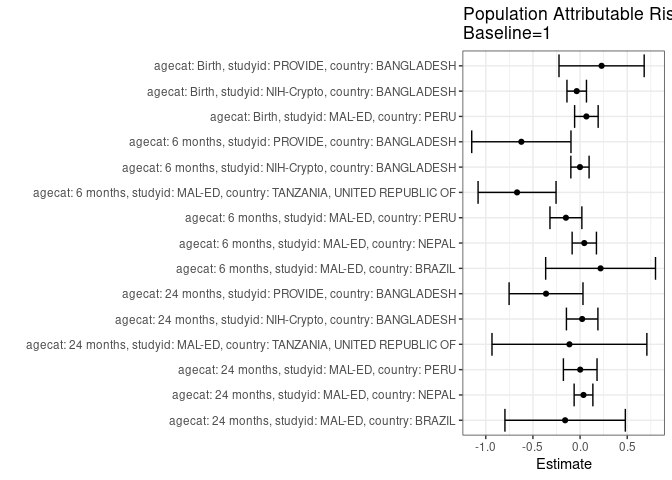 Population Attributable Ris
Baseline=1
agecat: Birth, studyid: PROVIDE, country: BANGLADESH
agecat: Birth, studyid: NIH-Crypto, country: BANGLADESH
agecat: Birth, studyid: MAL-ED, country: PERU
agecat: 6 months, studyid: PROVIDE, country: BANGLADESH
agecat: 6 months, studyid: NIH-Crypto, country: BANGLADESH
agecat: 6 months, studyid: MAL-ED, country: TANZANIA, UNITED REPUBLIC OF
agecat: 6 months, studyid: MAL-ED, country: PERU
agecat: 6 months, studyid: MAL-ED, country: NEPAL
agecat: 6 months, studyid: MAL-ED, country: BRAZIL
agecat: 24 months, studyid: PROVIDE, country: BANGLADESH
agecat: 24 months, studyid: NIH-Crypto, country: BANGLADESH
agecat: 24 months, studyid: MAL-ED, country: TANZANIA, UNITED REPUBLIC OF
agecat: 24 months, studyid: MAL-ED, country: PERU
agecat: 24 months, studyid: MAL-ED, country: NEPAL
agecat: 24 months, studyid: MAL-ED, country: BRAZIL
-1.0 -0.5 0.0 0.5
Estimate